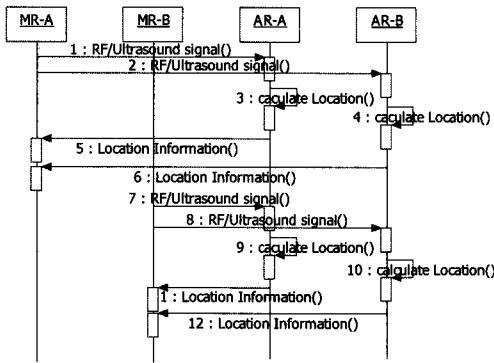 MR-A MR-B AR-A AR-B
1 : RF/Ultrasound signal()
2 : RF/Ultrasound signal()
3 : caculate Location()
4 : caculate Location()
5 : Location Information()
6 : Location Information()
7 : RF/Ultrasound signal()
8 : RF/Ultrasound signal()
9 : caculate Location()
10 : calculate Location()
1 : Location Information()
12 : Location Information()